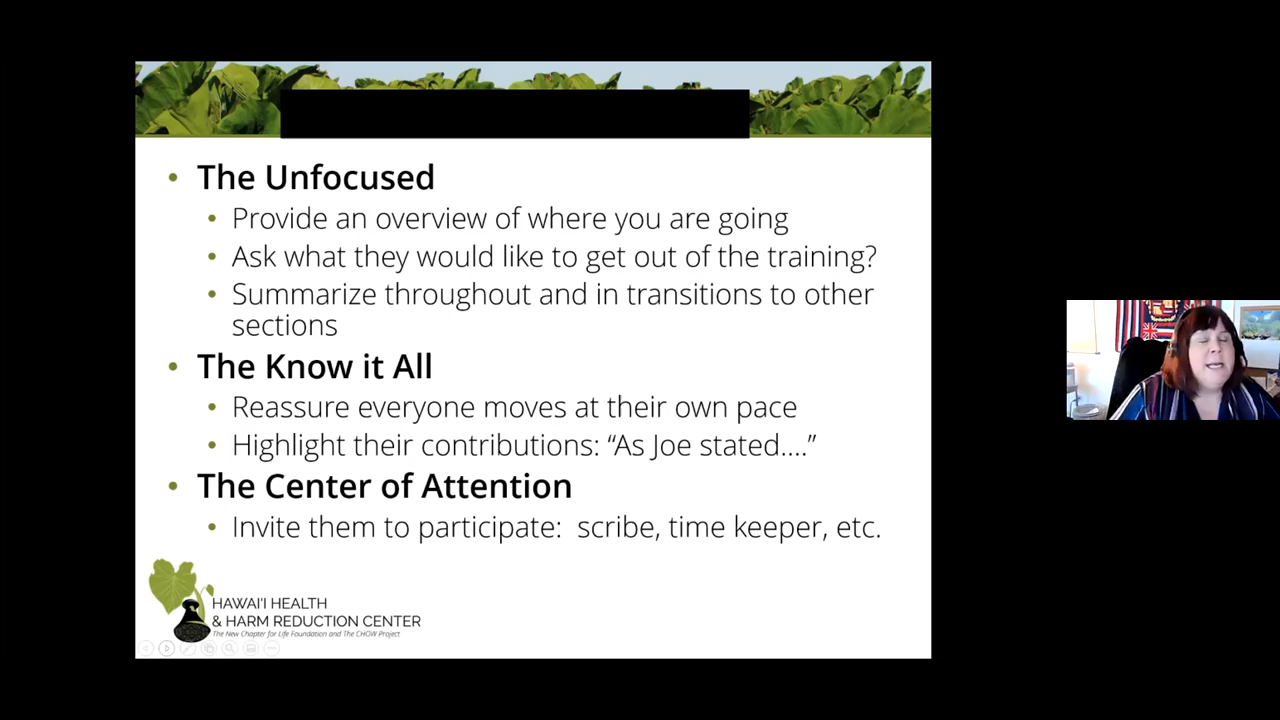 The Unfocused
Provide an overview of where you are going
Ask what they would like to get out of the training?
Summarize throughout and in transitions to other
sections
The Know it All
Reassure everyone moves at their own pace
Highlight their contributions: “As Joe stated....”
The Center of Attention
Invite them to participate:  scribe, time keeper, etc.
HAWAI'I HEALTH
& HARM REDUCTION CENTER
The New Chapter for Life Foundation and The CHOW Project